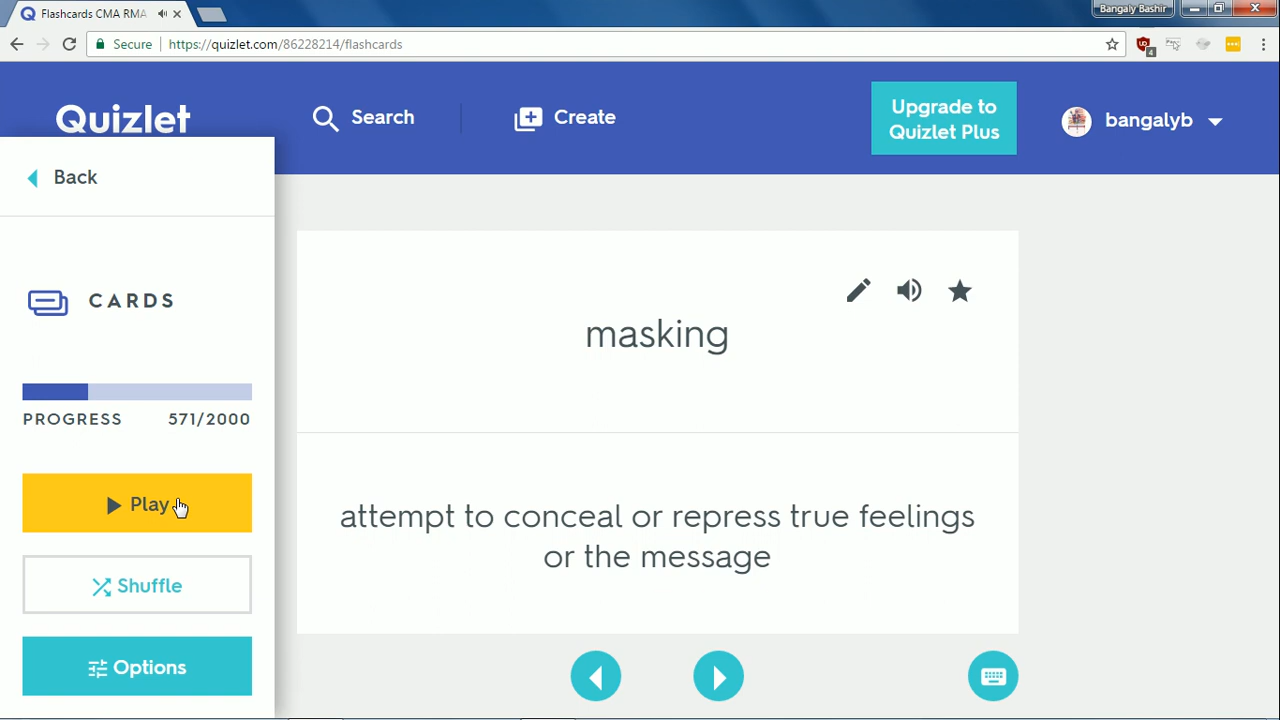 Flashcards CMA RMA
Bangaly Bashir
Secure
https://quizlet.com/86228214/flashcards
4
Quizlet
Search
Create
Upgrade to
Quizlet Plus
bangalyb
Back
CARDS
PROGRESS 571/2000
Play
Shuffle
Options
masking
attempt to conceal or repress true feelings
or the message